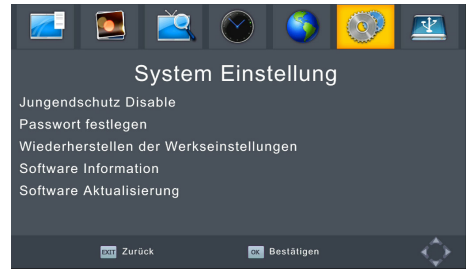 System Einstellung
Jungendschutz Disable
Passwort festlegen
Wiederherstellen der Werkseinstellungen
Software Information
Software Aktualisierung
EXIT Zurück OK Bestätigen